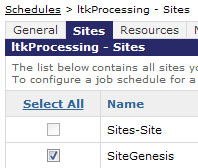 Schedules > ltkProcessing - Sites
General Sites Resources
ltkProcessing - Sites
The list below contains all sites yo
To configure a job schedule for a
Select All Name
Sites-Site
SiteGenesis